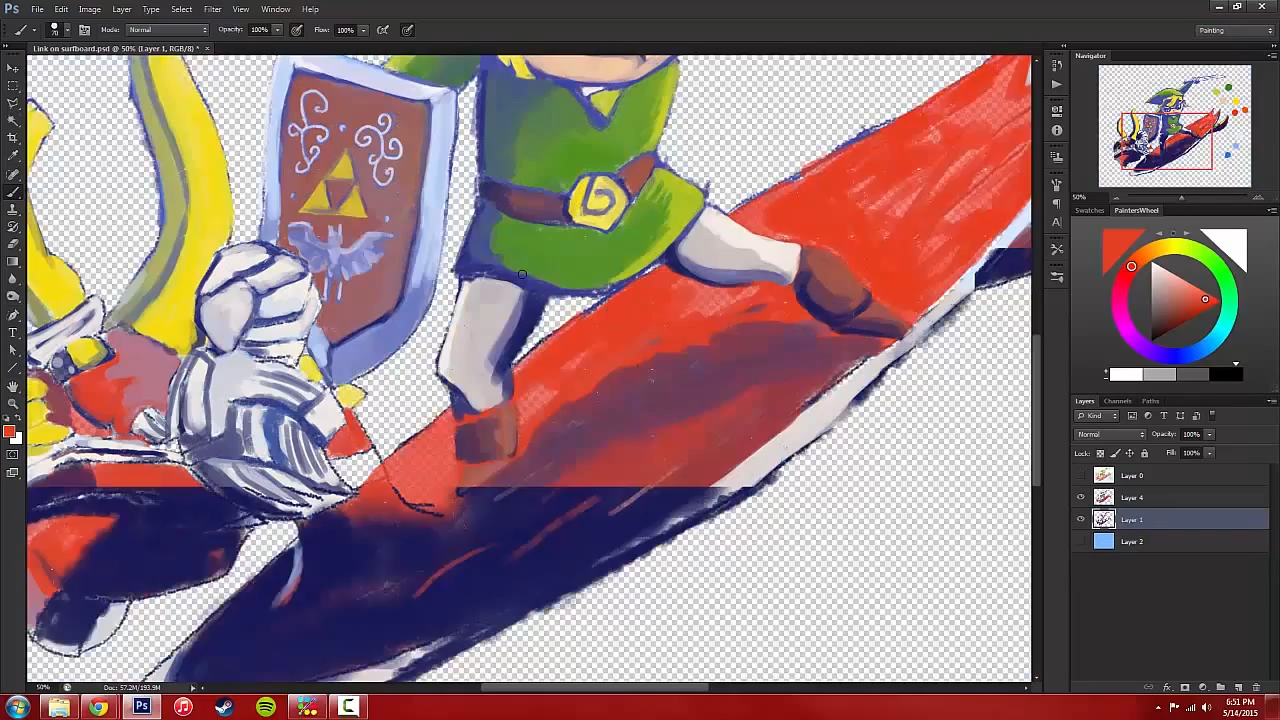 Ps File Edit Image Layer Type Select Filter View Window Help
70 Mode: Normal Opacity: 100% Flow: 100% Painting
Link on surfboard.psd @ 50% (Layer 1, RGB/8) * ×
Navigator
50%
Swatches PaintersWheel
Layers Channels Paths
Kind
Normal Opacity: 100%
Lock: Fill: 100%
Layer 0
Layer 4
Layer 1
Layer 2
50% Doc: 57.2M/193.9M
Ps
6:51 PM
5/14/2015